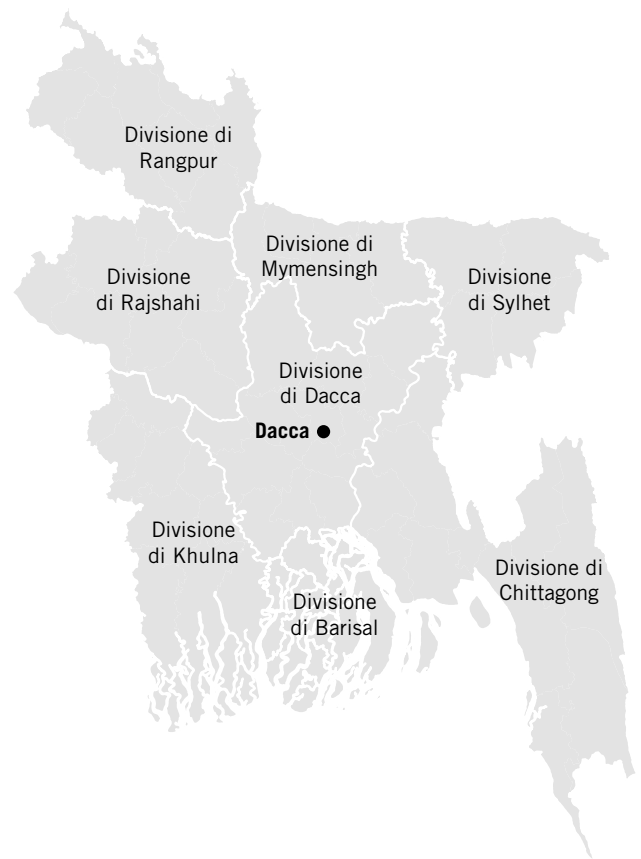 Divisione di
Rangpur
Divisione di
Mymensingh
Divisione
di Rajshahi
Divisione
di Sylhet
Divisione
di Dacca
Dacca
Divisione
di Khulna
Divisione di
Chittagong
Divisione
di Barisal